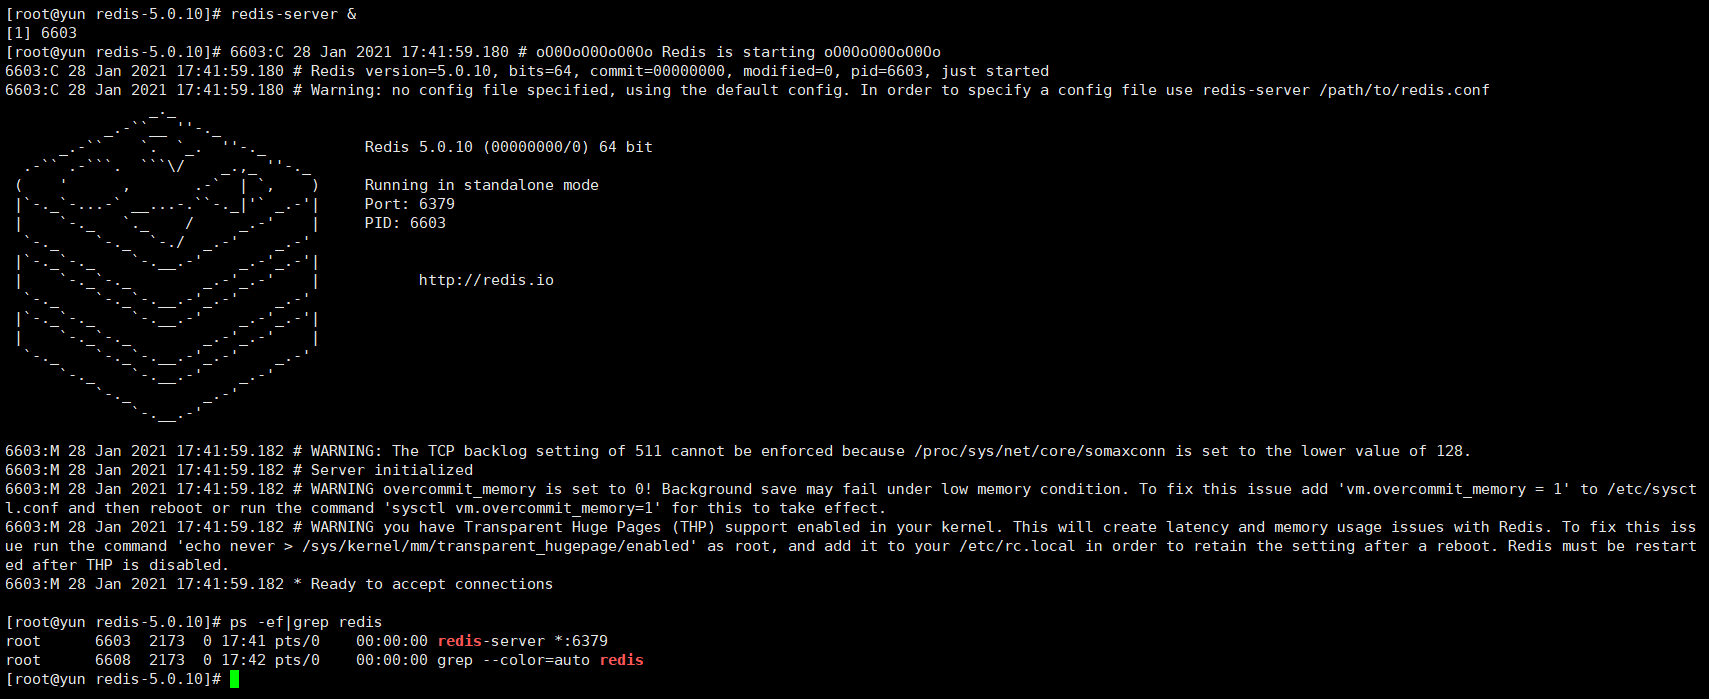 [root@yun redis-5.0.10]# redis-server &
[1] 6603
[root@yun redis-5.0.10]# 6603:C 28 Jan 2021 17:41:59.180 # oO0OoO0OoO0Oo Redis is starting oO0OoO0OoO0Oo
6603:C 28 Jan 2021 17:41:59.180 # Redis version=5.0.10, bits=64, commit=00000000, modified=0, pid=6603, just started
6603:C 28 Jan 2021 17:41:59.180 # Warning: no config file specified, using the default config. In order to specify a config file use redis-server /path/to/redis.conf
Redis 5.0.10 (00000000/0) 64 bit
Running in standalone mode
Port: 6379
PID: 6603
http://redis.io
6603:M 28 Jan 2021 17:41:59.182 # WARNING: The TCP backlog setting of 511 cannot be enforced because /proc/sys/net/core/somaxconn is set to the lower value of 128.
6603:M 28 Jan 2021 17:41:59.182 # Server initialized
6603:M 28 Jan 2021 17:41:59.182 # WARNING overcommit_memory is set to 0! Background save may fail under low memory condition. To fix this issue add 'vm.overcommit_memory = 1' to /etc/sysct
l.conf and then reboot or run the command 'sysctl vm.overcommit_memory=1' for this to take effect.
6603:M 28 Jan 2021 17:41:59.182 # WARNING you have Transparent Huge Pages (THP) support enabled in your kernel. This will create latency and memory usage issues with Redis. To fix this iss
ue run the command 'echo never > /sys/kernel/mm/transparent_hugepage/enabled' as root, and add it to your /etc/rc.local in order to retain the setting after a reboot. Redis must be restart
ed after THP is disabled.
6603:M 28 Jan 2021 17:41:59.182 * Ready to accept connections
[root@yun redis-5.0.10]# ps -ef|grep redis
root      6603  2173  0 17:41 pts/0    00:00:00 redis-server *:6379
root      6608  2173  0 17:42 pts/0    00:00:00 grep --color=auto redis
[root@yun redis-5.0.10]#